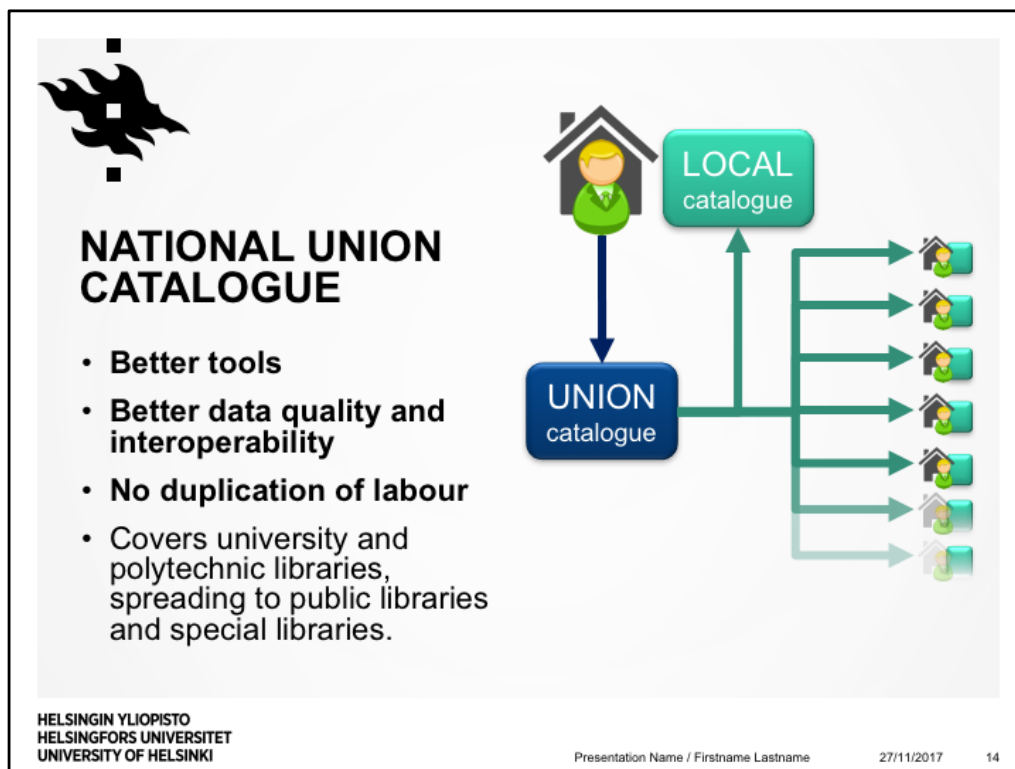 NATIONAL UNION
CATALOGUE
• Better tools
• Better data quality and
interoperability
• No duplication of labour
• Covers university and
polytechnic libraries,
spreading to public libraries
and special libraries.
LOCAL
catalogue
UNION
catalogue
HELSINGIN YLIOPISTO
HELSINGFORS UNIVERSITET
UNIVERSITY OF HELSINKI
Presentation Name / Firstname Lastname
27/11/2017
14